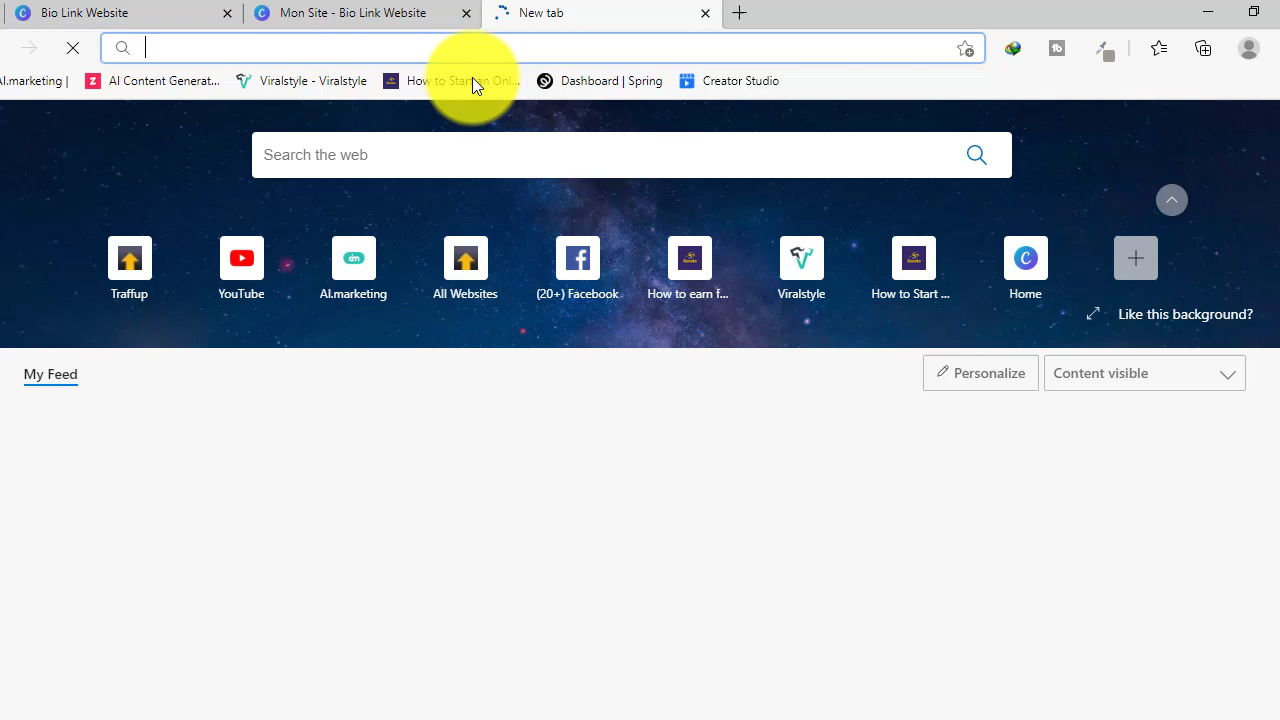 Bio Link Website
Mon Site - Bio Link Website
New tab
AI.marketing |
AI Content Generat...
Viralstyle - Viralstyle
How to Start an Onl...
Dashboard | Spring
Creator Studio
Search the web
Traffup
YouTube
AI.marketing
All Websites
(20+) Facebook
How to earn f...
Viralstyle
How to Start ...
Home
Like this background?
My Feed
Personalize
Content visible